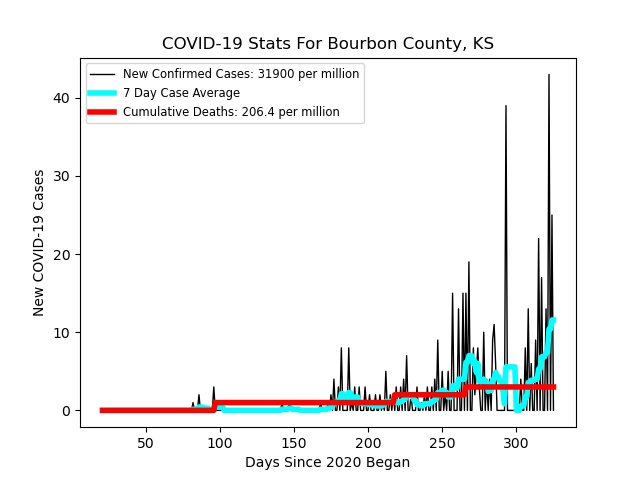 COVID-19 Stats For Bourbon County, KS
New Confirmed Cases: 31900 per million
7 Day Case Average
Cumulative Deaths: 206.4 per million
New COVID-19 Cases
40
30
20
10
0
50 100 150 200 250 300
Days Since 2020 Began